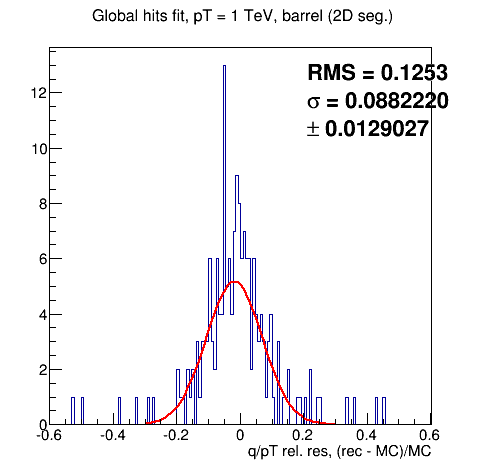 Global hits fit, pT = 1 TeV, barrel (2D seg.)
RMS = 0.1253
σ = 0.0882220
± 0.0129027
12
10
8
6
4
2
0
-0.6 -0.4 -0.2 0 0.2 0.4 0.6
q/pT rel. res, (rec - MC)/MC